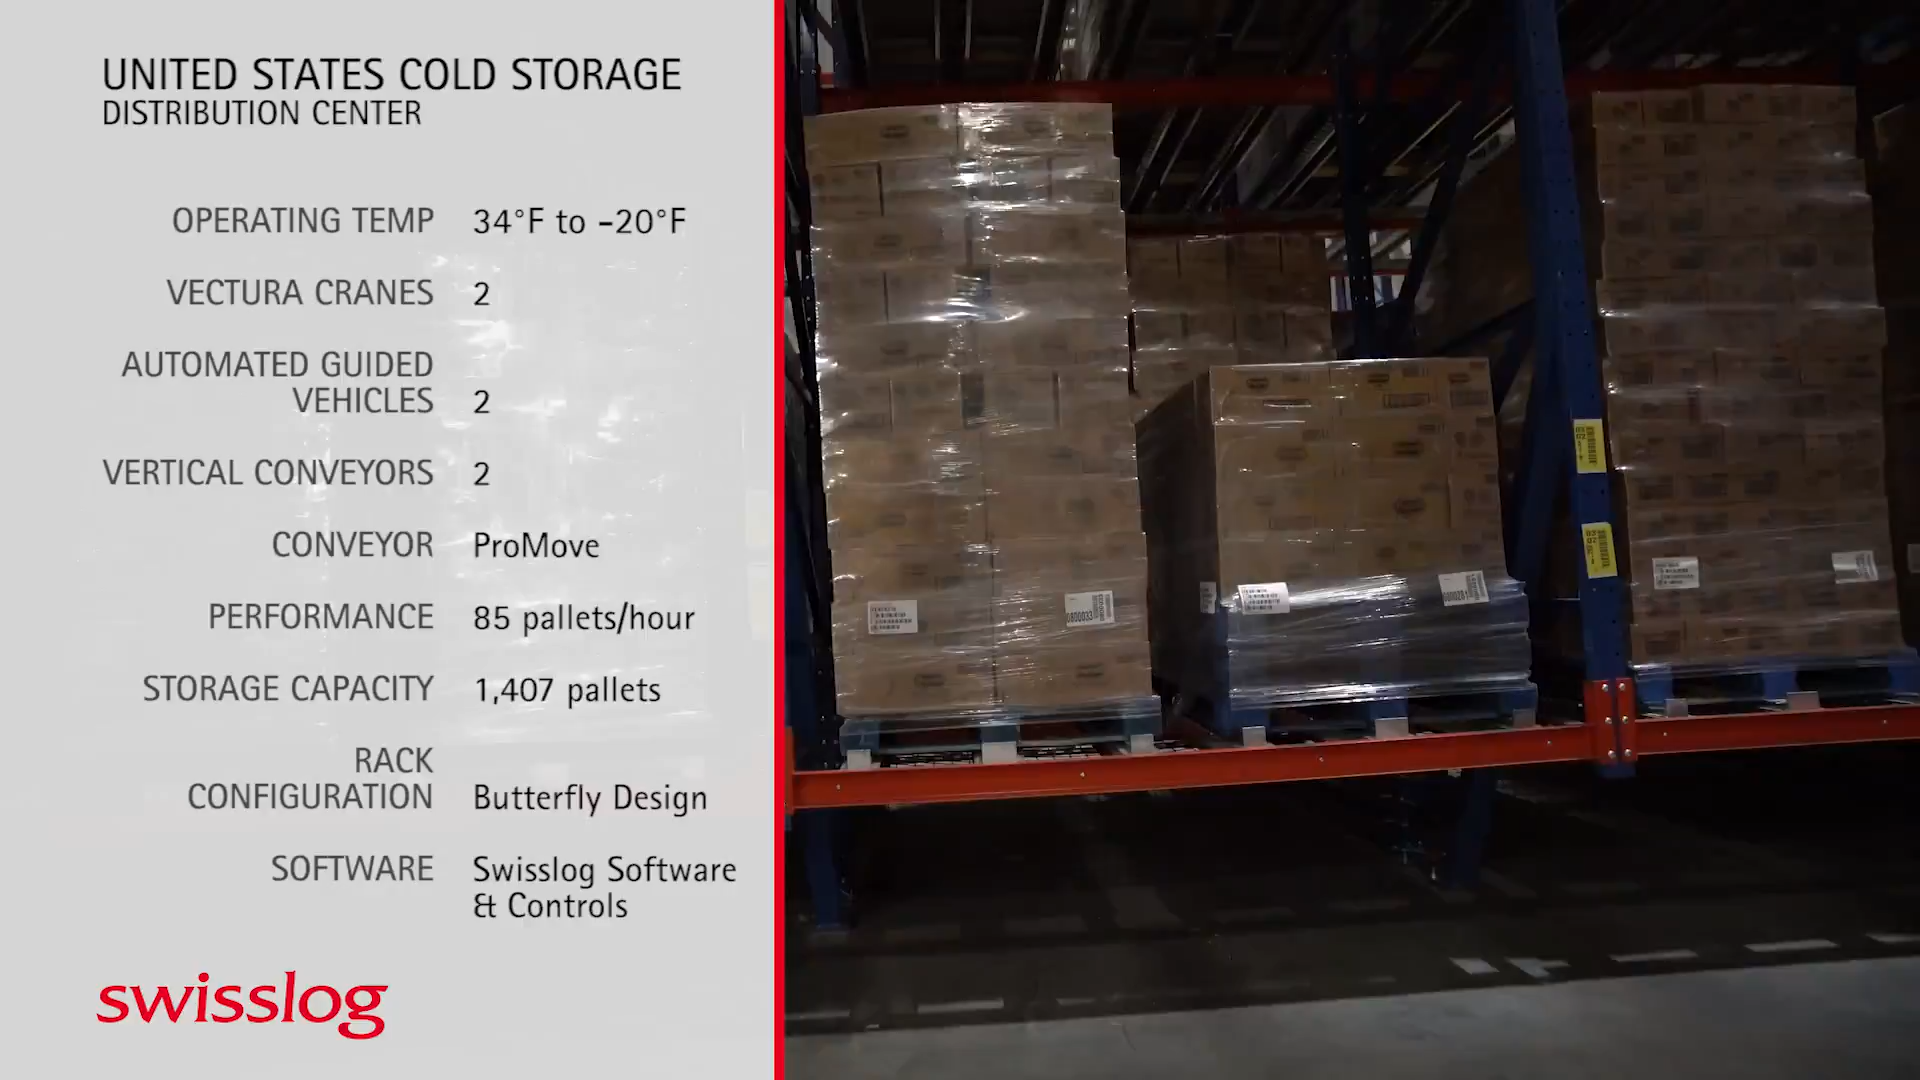 UNITED STATES COLD STORAGE
DISTRIBUTION CENTER
OPERATING TEMP 34°F to -20°F
VECTURA CRANES 2
AUTOMATED GUIDED
VEHICLES 2
VERTICAL CONVEYORS 2
CONVEYOR ProMove
PERFORMANCE 85 pallets/hour
STORAGE CAPACITY 1,407 pallets
RACK
CONFIGURATION Butterfly Design
SOFTWARE Swisslog Software
& Controls
swisslog